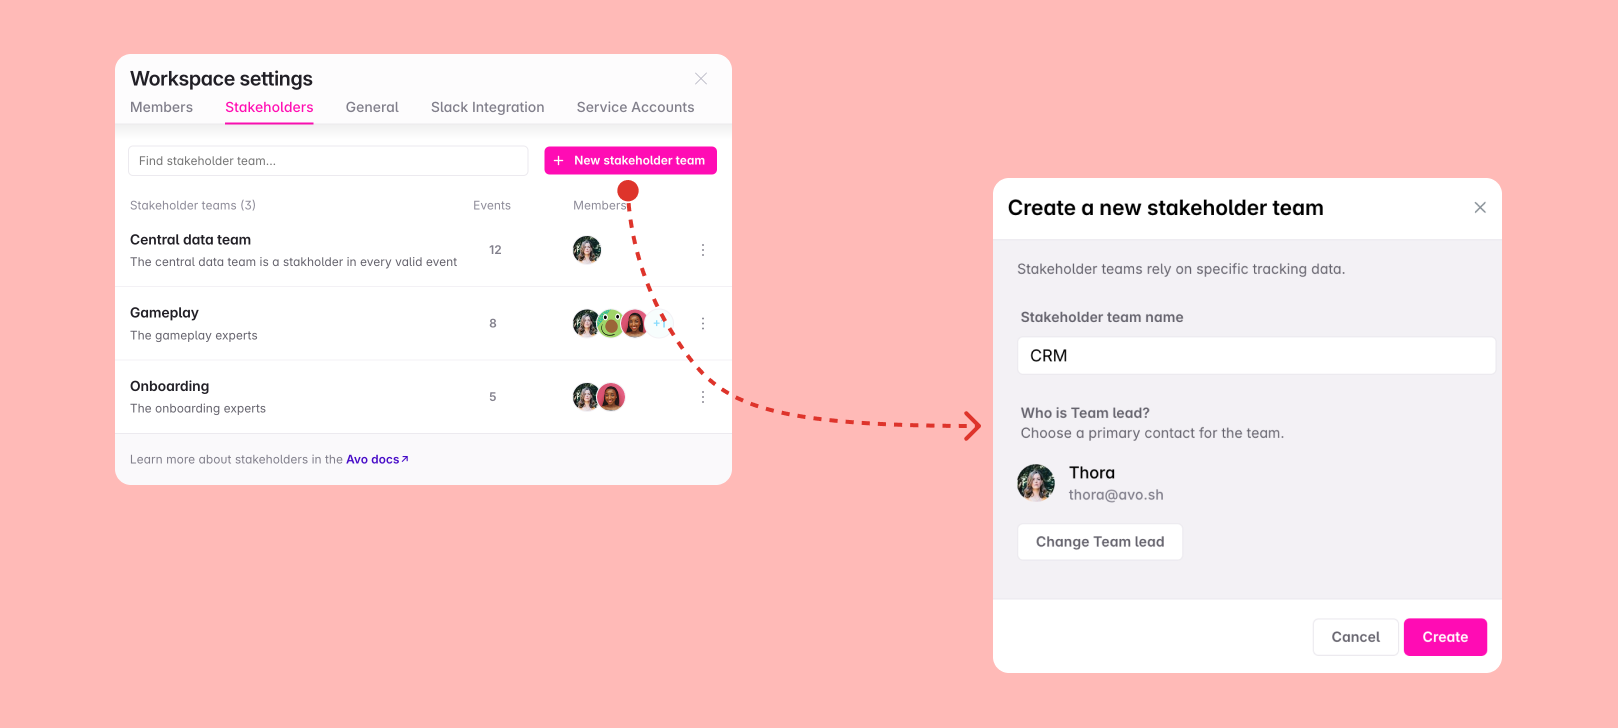 Workspace settings
Members Stakeholders General Slack Integration Service Accounts
Find stakeholder team...
+ New stakeholder team
Stakeholder teams (3) Events Members
Central data team
The central data team is a stakholder in every valid event
12
Gameplay
The gameplay experts
8
+1
Onboarding
The onboarding experts
5
Learn more about stakeholders in the Avo docs↗
Create a new stakeholder team
Stakeholder teams rely on specific tracking data.
Stakeholder team name
CRM
Who is Team lead?
Choose a primary contact for the team.
Thora
thora@avo.sh
Change Team lead
Cancel Create